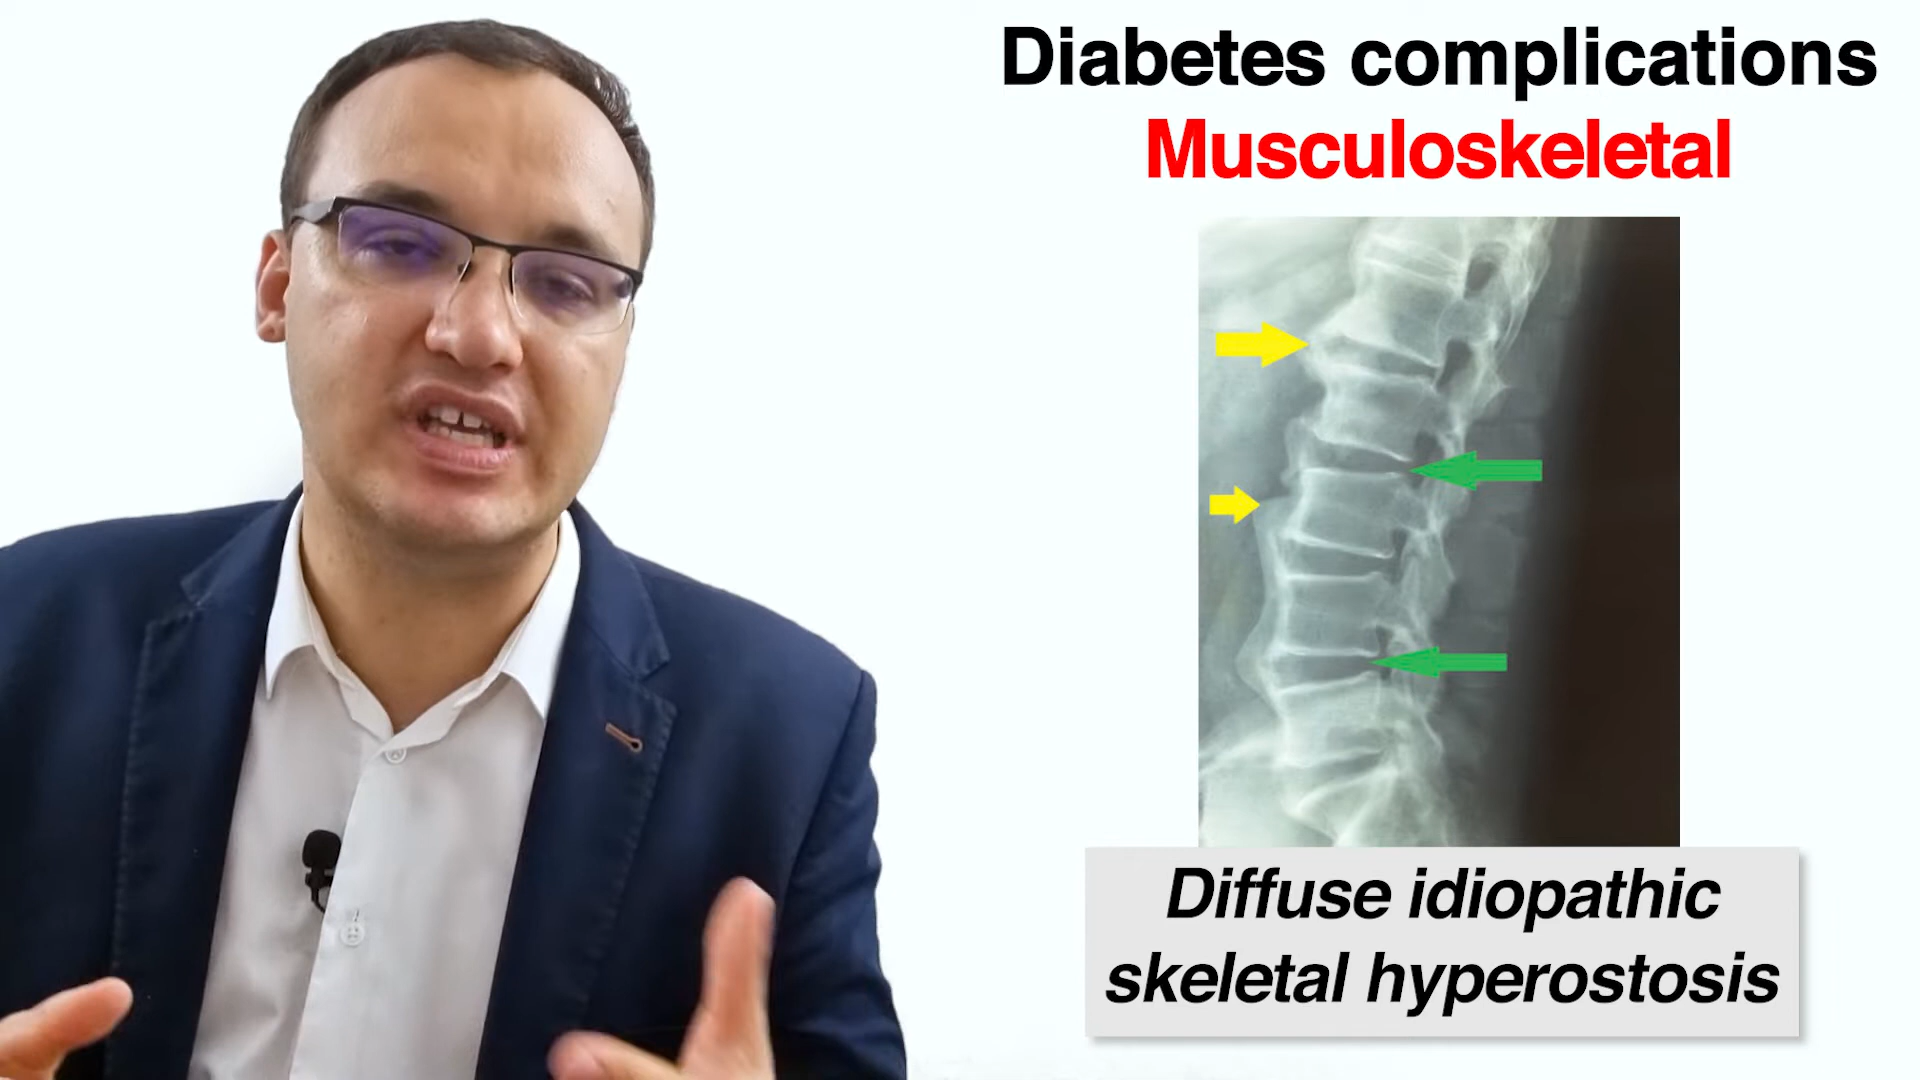 Diabetes complications
Musculoskeletal
Diffuse idiopathic
skeletal hyperostosis